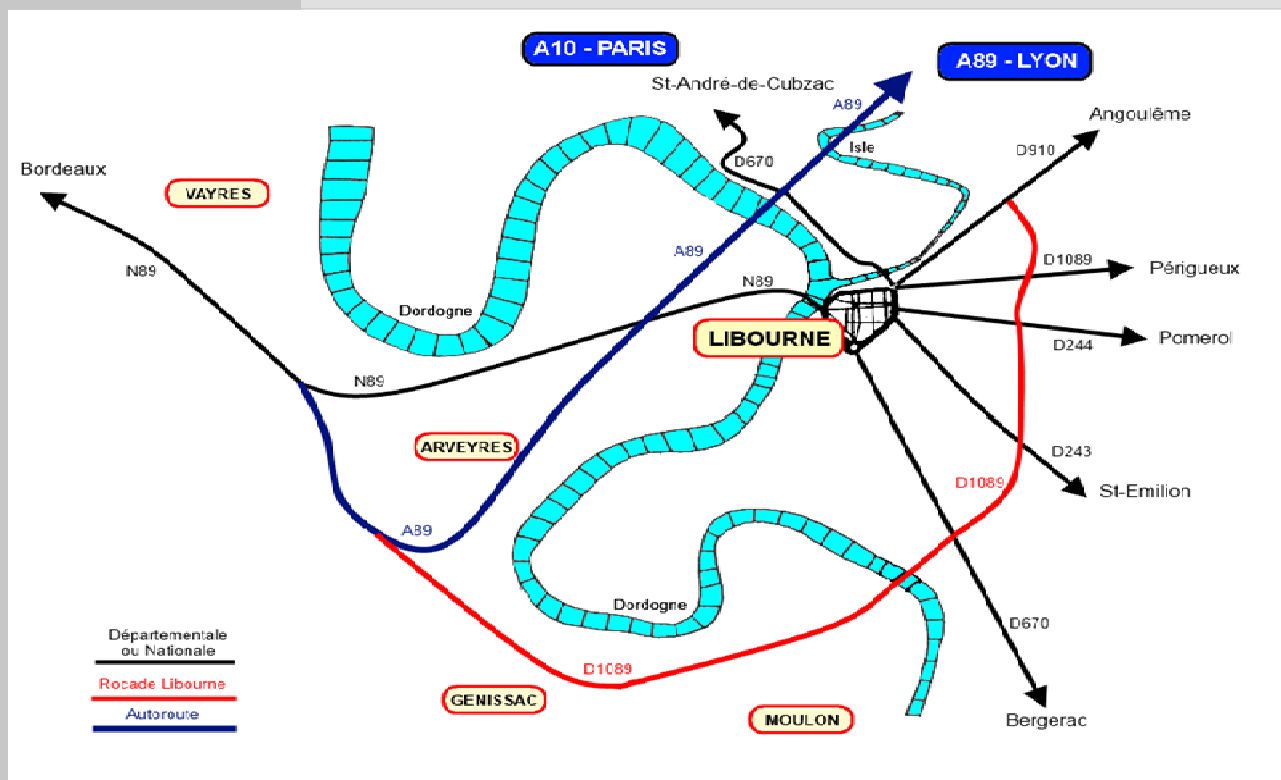 A10 - PARIS
A89 - LYON
St-André-de-Cubzac
A89
Angoulême
Isle
D910
D670
Bordeaux
VAYRES
A89
D1089
Périgueux
N89
N89
Dordogne
LIBOURNE
Pomerol
D244
N89
ARVEYRES
D243
D1089
St-Emilion
A89
Dordogne
D670
Départementale
ou Nationale
D1089
Rocade Libourne
GENISSAC
Autoroute
MOULON
Bergerac